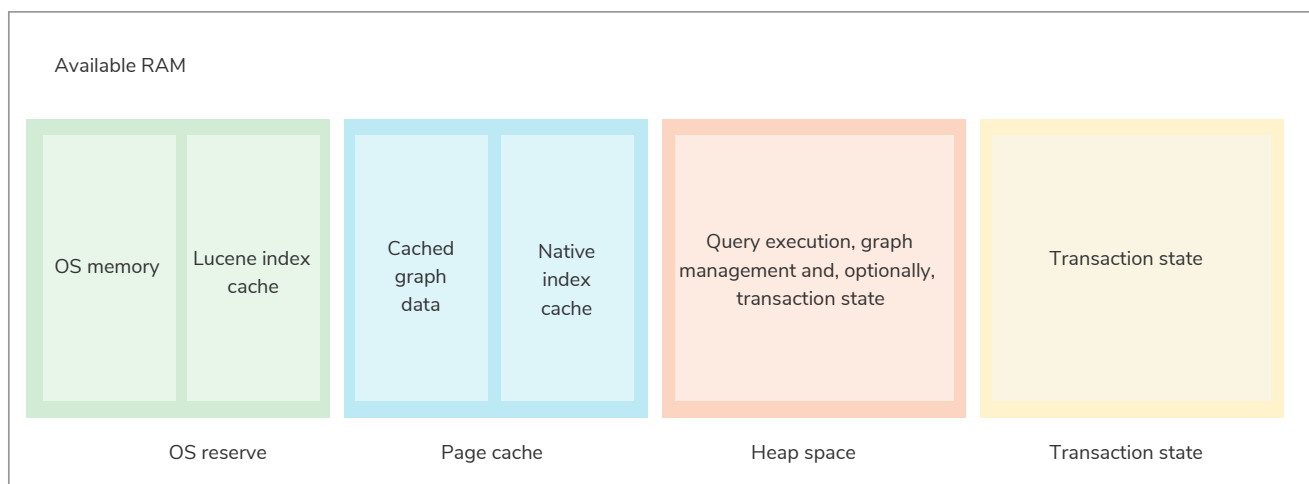 Available RAM
OS memory
Lucene index
cache
Cached
graph
data
Native
index
cache
Query execution, graph
management and, optionally,
transaction state
Transaction state
OS reserve
Page cache
Heap space
Transaction state